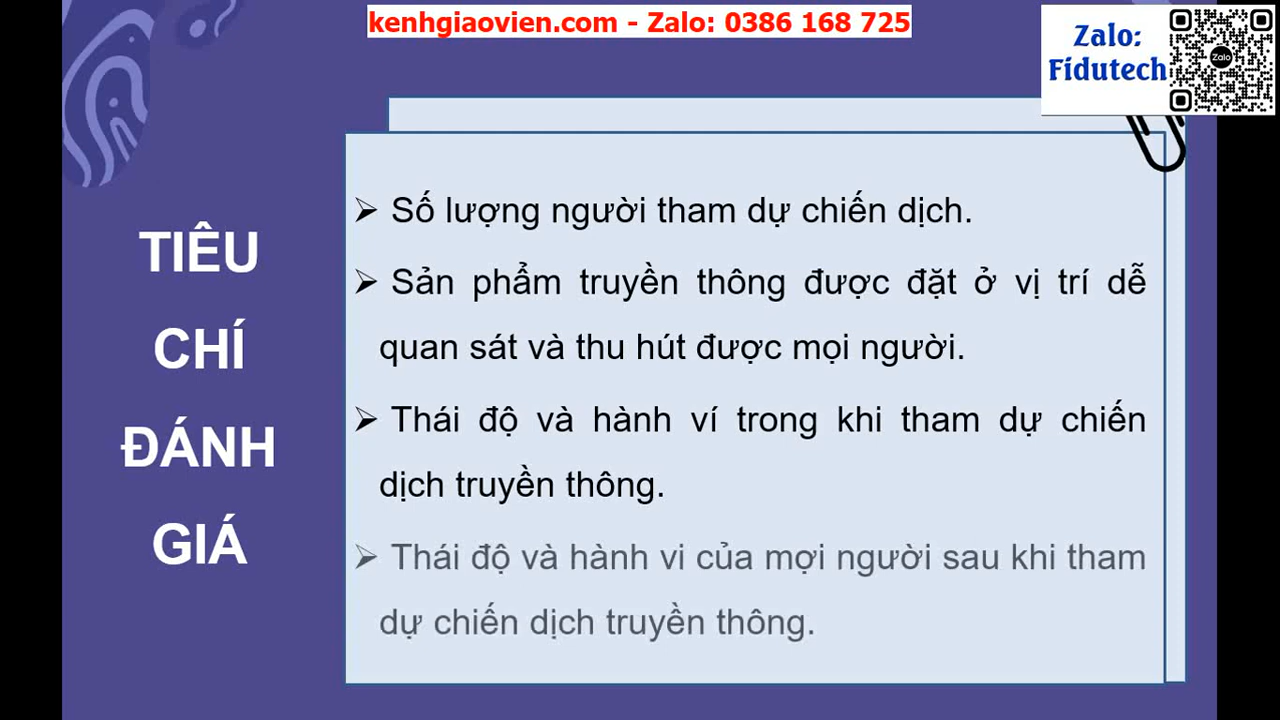 kenhgiaovien.com - Zalo: 0386 168 725
Zalo:
Fidutech
Zalo
TIÊU
CHÍ
ĐÁNH
GIÁ
➢ Số lượng người tham dự chiến dịch.
➢ Sản phẩm truyền thông được đặt ở vị trí dễ
quan sát và thu hút được mọi người.
➢ Thái độ và hành ví trong khi tham dự chiến
dịch truyền thông.
➢ Thái độ và hành vi của mợi người sau khi tham
dự chiến dịch truyền thông.